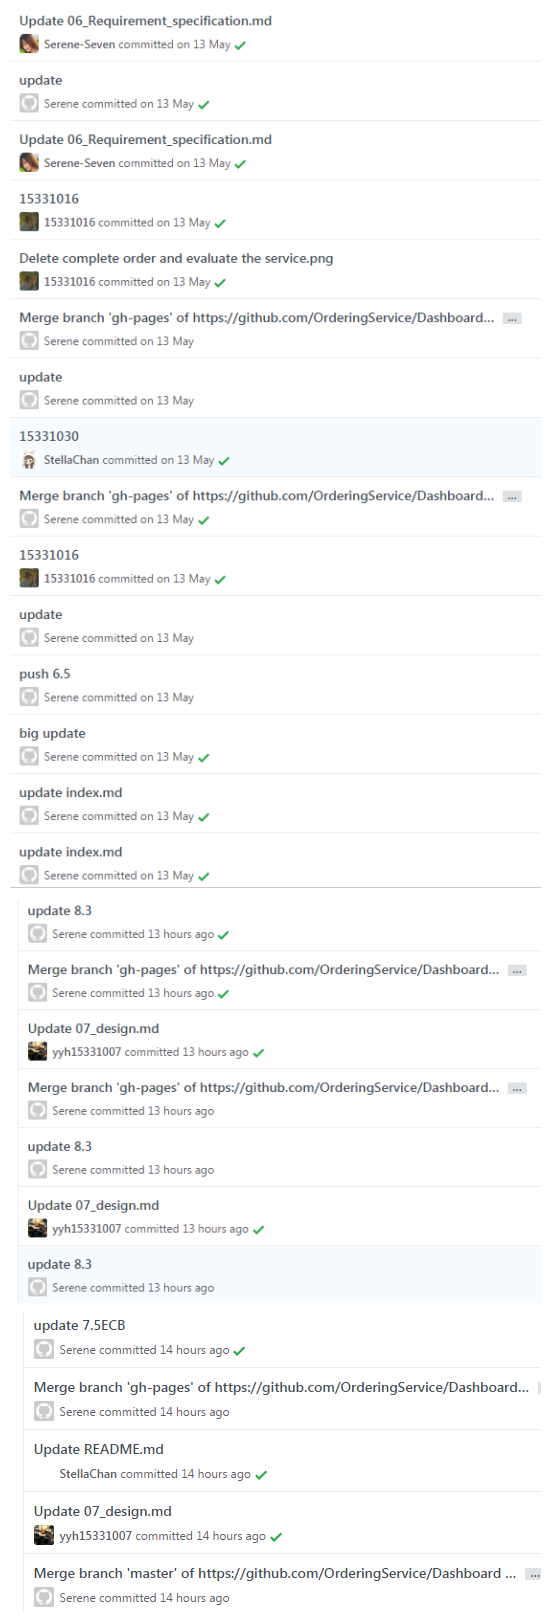 Update 06_Requirement_specification.md
Serene-Seven committed on 13 May
update
Serene committed on 13 May
Update 06_Requirement_specification.md
Serene-Seven committed on 13 May
15331016
15331016 committed on 13 May
Delete complete order and evaluate the service.png
15331016 committed on 13 May
Merge branch 'gh-pages' of https://github.com/OrderingService/Dashboard... ...
Serene committed on 13 May
update
Serene committed on 13 May
15331030
StellaChan committed on 13 May
Merge branch 'gh-pages' of https://github.com/OrderingService/Dashboard... ...
Serene committed on 13 May
15331016
15331016 committed on 13 May
update
Serene committed on 13 May
push 6.5
Serene committed on 13 May
big update
Serene committed on 13 May
update index.md
Serene committed on 13 May
update index.md
Serene committed on 13 May
update 8.3
Serene committed 13 hours ago
Merge branch 'gh-pages' of https://github.com/OrderingService/Dashboard... ...
Serene committed 13 hours ago
Update 07_design.md
yyh15331007 committed 13 hours ago
Merge branch 'gh-pages' of https://github.com/OrderingService/Dashboard... ...
Serene committed 13 hours ago
update 8.3
Serene committed 13 hours ago
Update 07_design.md
yyh15331007 committed 13 hours ago
update 8.3
Serene committed 13 hours ago
update 7.5ECB
Serene committed 14 hours ago
Merge branch 'gh-pages' of https://github.com/OrderingService/Dashboard...
Serene committed 14 hours ago
Update README.md
StellaChan committed 14 hours ago
Update 07_design.md
yyh15331007 committed 14 hours ago
Merge branch 'master' of https://github.com/OrderingService/Dashboard ... ...
Serene committed 14 hours ago